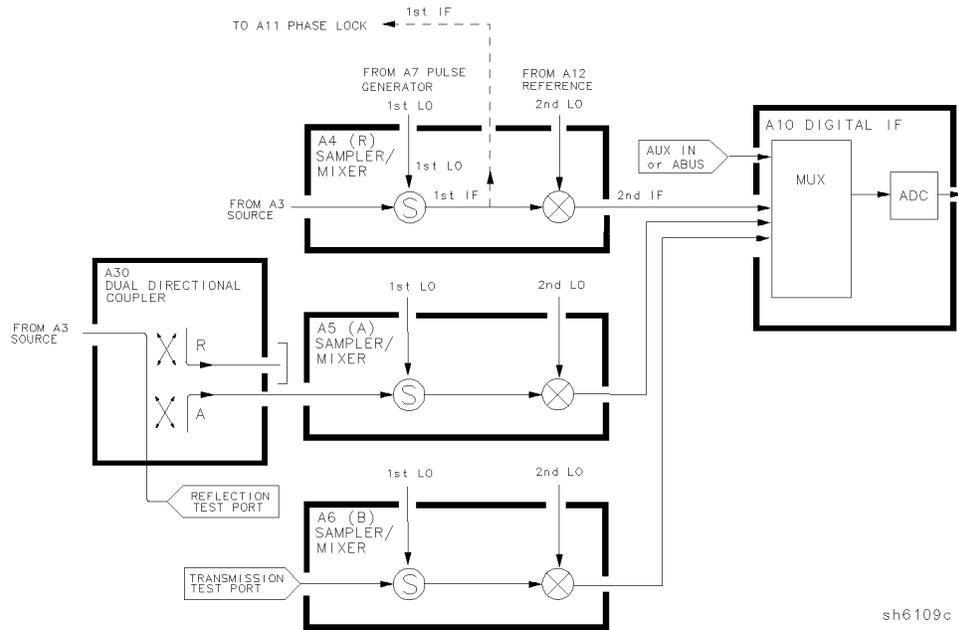 1st IF
TO A11 PHASE LOCK
FROM A7 PULSE
GENERATOR
1st LO
FROM A12
REFERENCE
2nd LO
A4 (R)
SAMPLER/
MIXER
1st LO
1st IF
FROM A3
SOURCE
2nd IF
AUX IN
or ABUS
A10 DIGITAL IF
MUX
ADC
A30
DUAL DIRECTIONAL
COUPLER
FROM A3
SOURCE
R
A
REFLECTION
TEST PORT
1st LO
2nd LO
A5 (A)
SAMPLER/
MIXER
S
S
1st LO
2nd LO
A6 (B)
SAMPLER/
MIXER
TRANSMISSION
TEST PORT
S
sh6109c